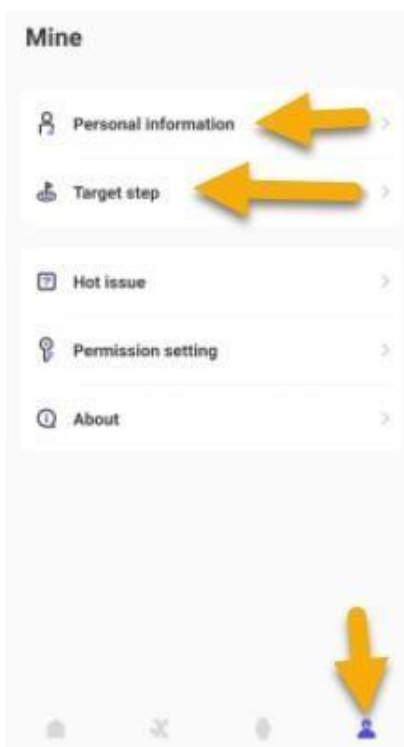 Mine
Personal information
Target step
Hot issue
Permission setting
About